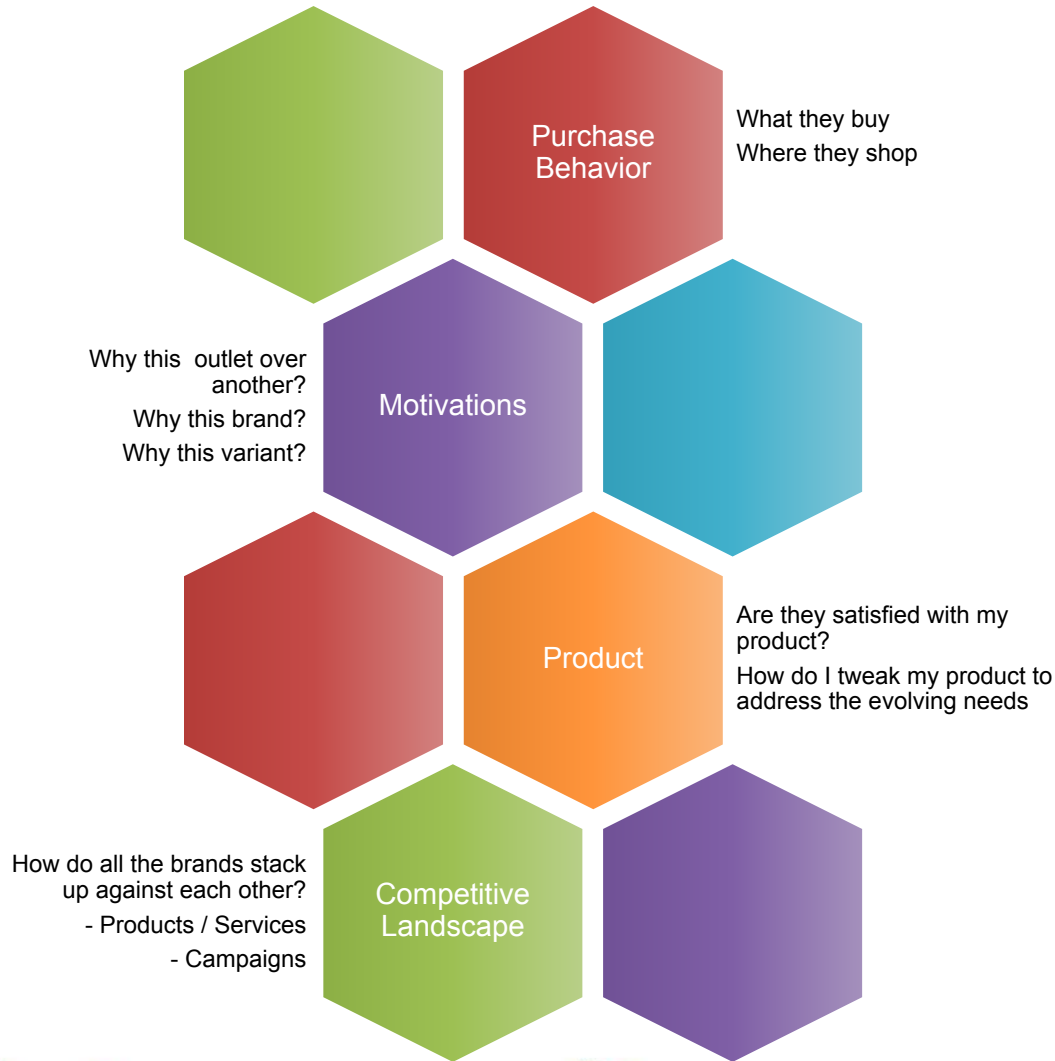 Purchase
Behavior
What they buy
Where they shop
Why this  outlet over
another?
Why this brand?
Why this variant?
Motivations
Product
Are they satisfied with my
product?
How do I tweak my product to
address the evolving needs
How do all the brands stack
up against each other?
- Products / Services
- Campaigns
Competitive
Landscape